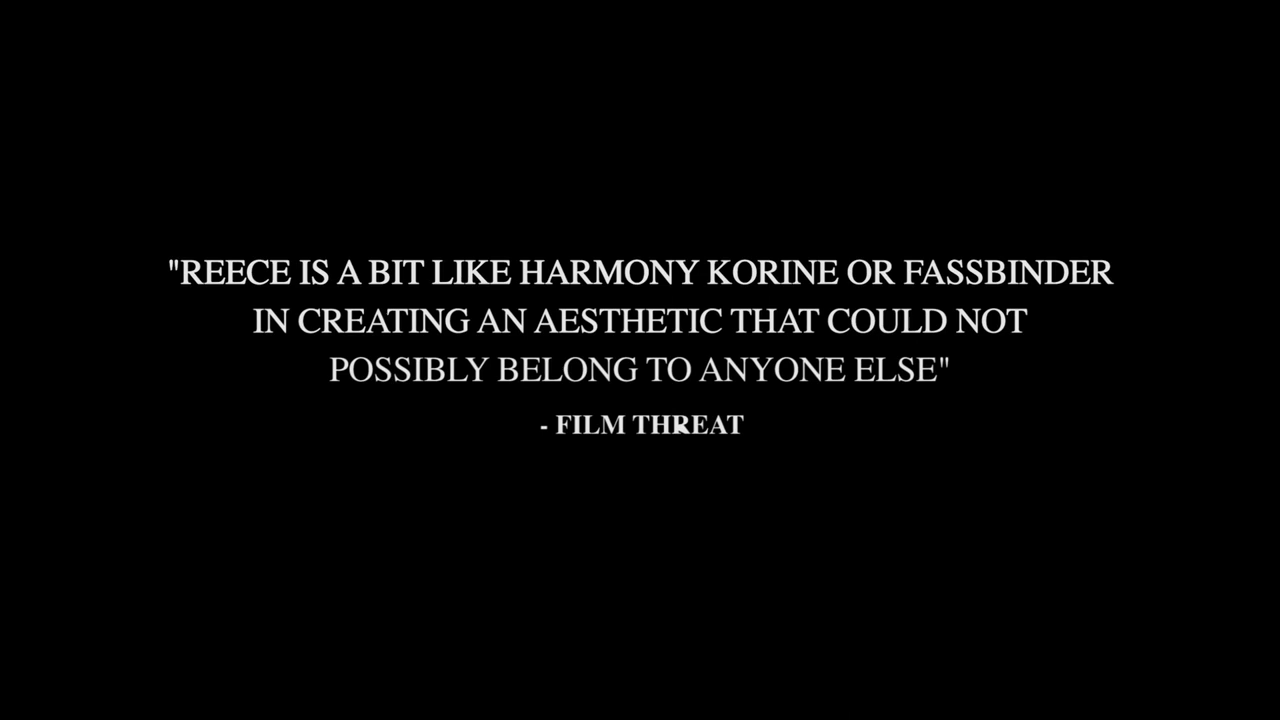 "REECE IS A BIT LIKE HARMONY KORINE OR FASSBINDER
IN CREATING AN AESTHETIC THAT COULD NOT
POSSIBLY BELONG TO ANYONE ELSE"
- FILM THREAT